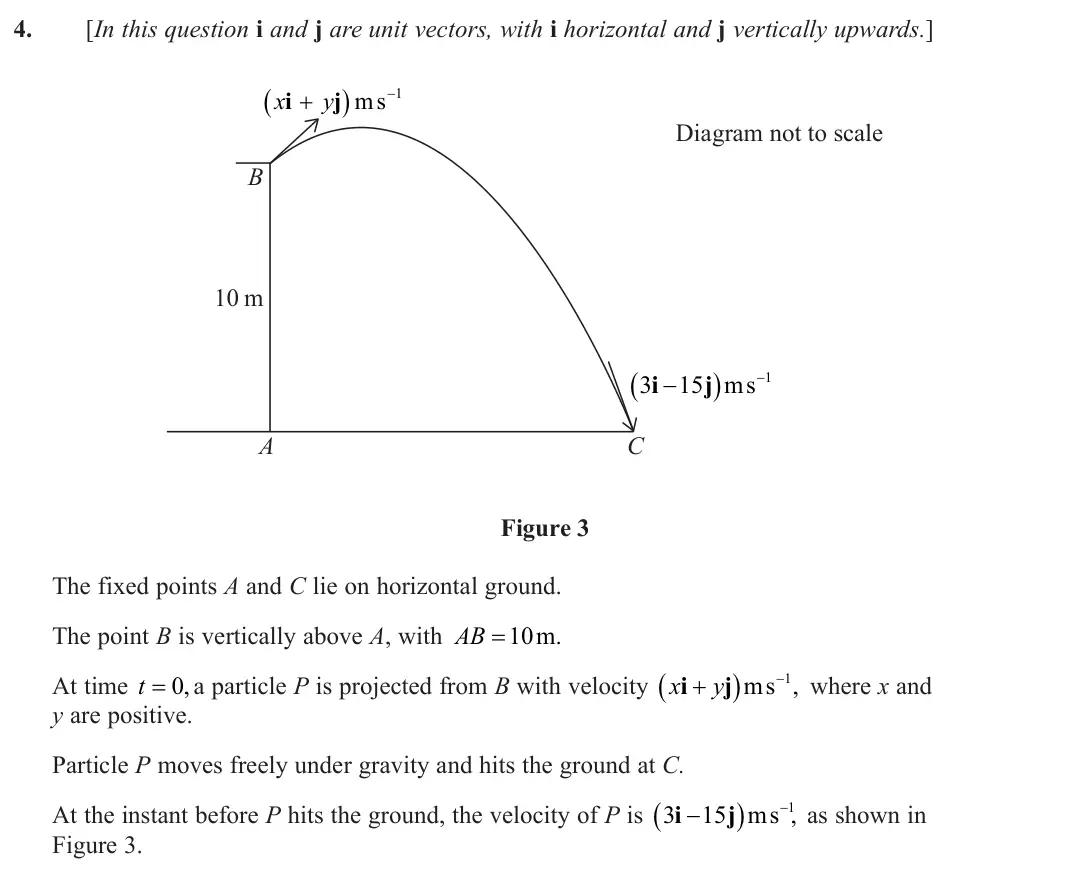 4. [In this question i and j are unit vectors, with i horizontal and j vertically upwards.]
(xi + yj) m s⁻¹
Diagram not to scale
B
10 m
(3i – 15j) m s⁻¹
A
C
Figure 3
The fixed points A and C lie on horizontal ground.
The point B is vertically above A, with AB = 10 m.
At time t = 0, a particle P is projected from B with velocity (xi + yj) m s⁻¹, where x and
y are positive.
Particle P moves freely under gravity and hits the ground at C.
At the instant before P hits the ground, the velocity of P is (3i – 15j) m s⁻¹, as shown in
Figure 3.